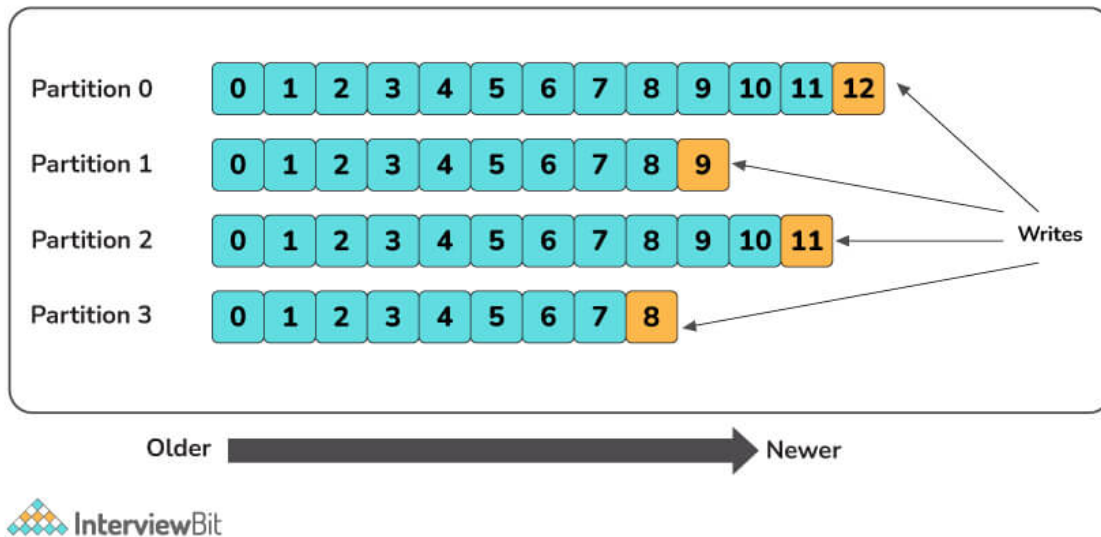 Partition 0 0 1 2 3 4 5 6 7 8 9 10 11 12
Partition 1 0 1 2 3 4 5 6 7 8 9
Partition 2 0 1 2 3 4 5 6 7 8 9 10 11
Writes
Partition 3 0 1 2 3 4 5 6 7 8
Older Newer
InterviewBit